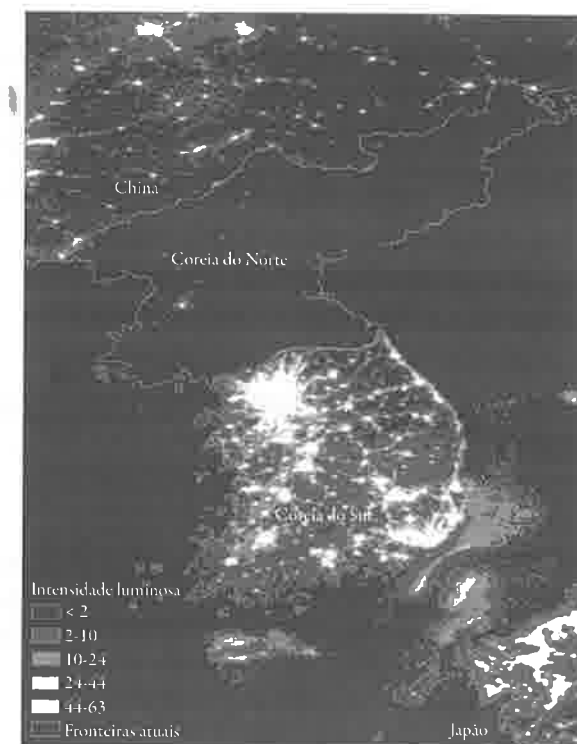 China
Coreia do Norte
Coreia do Sul
Intensidade luminosa
< 2
2-10
10-24
24-44
44-63
Fronteiras atuais
Japão